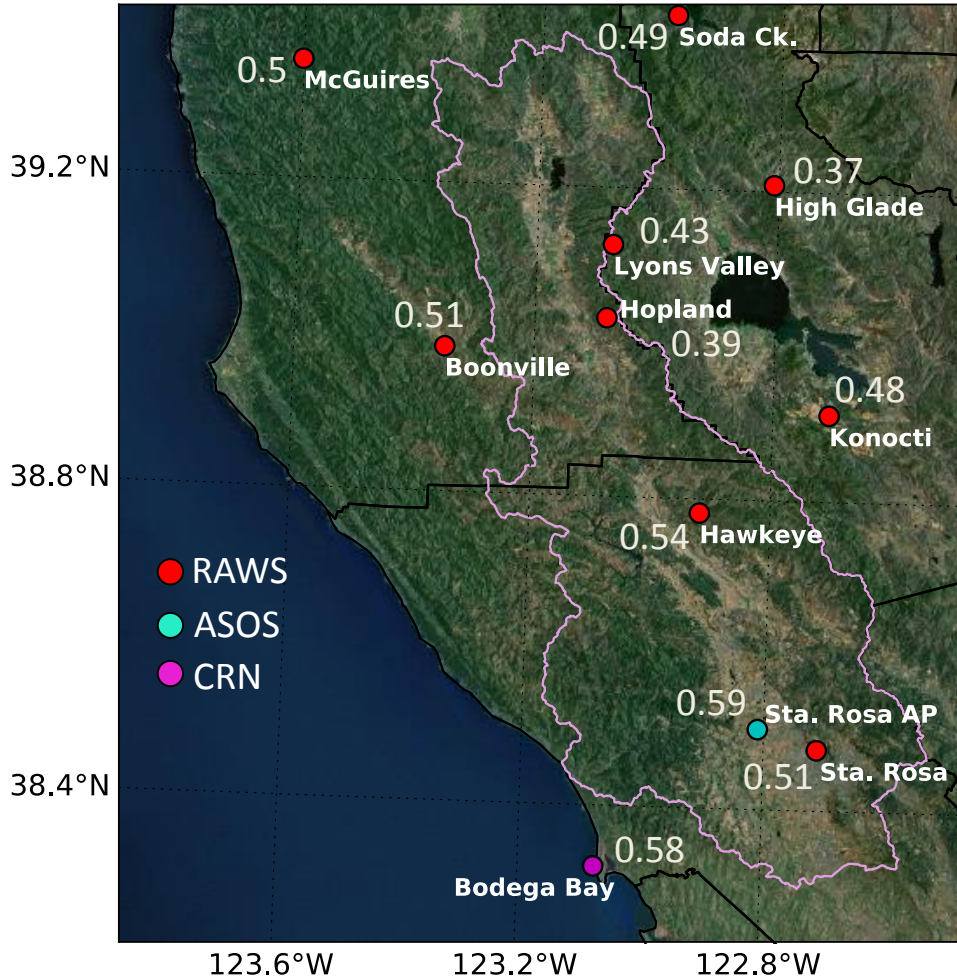 0.49 Soda Ck.
0.5 McGuires
39.2°N
0.37
High Glade
0.43
Lyons Valley
Hopland
0.51
0.39
Boonville
0.48
Konocti
38.8°N
0.54 Hawkeye
RAWS
ASOS
CRN
0.59 Sta. Rosa AP
0.51 Sta. Rosa
38.4°N
0.58
Bodega Bay
123.6°W 123.2°W 122.8°W